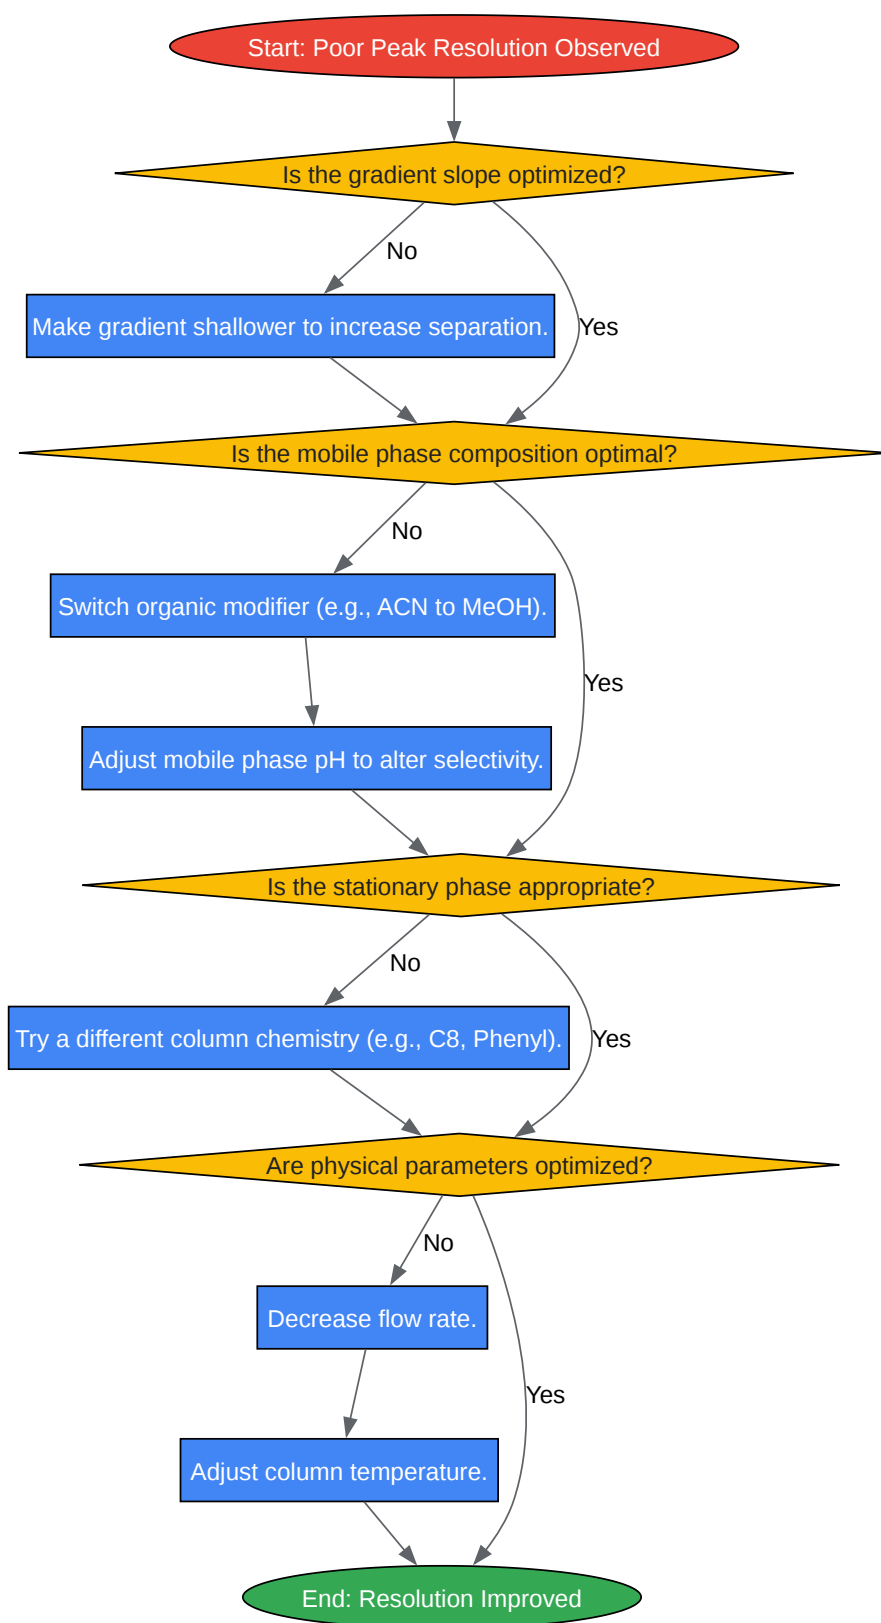 Start: Poor Peak Resolution Observed
Is the gradient slope optimized?
No
Make gradient shallower to increase separation.
Yes
Is the mobile phase composition optimal?
No
Switch organic modifier (e.g., ACN to MeOH).
Yes
Adjust mobile phase pH to alter selectivity.
Is the stationary phase appropriate?
No
Try a different column chemistry (e.g., C8, Phenyl).
Yes
Are physical parameters optimized?
No
Decrease flow rate.
Yes
Adjust column temperature.
End: Resolution Improved